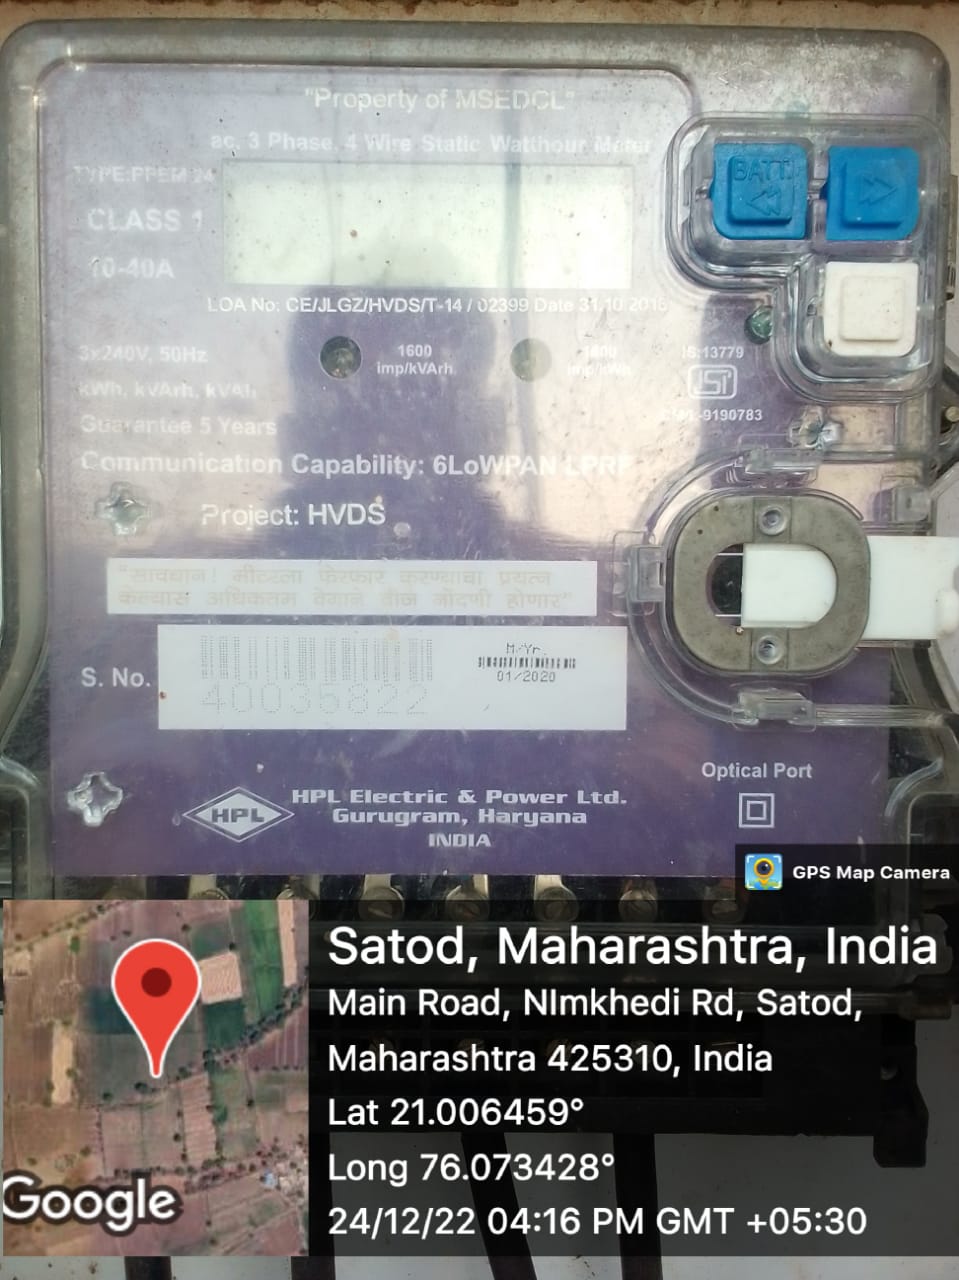 "Property of MSEDCL"
ac, 3 Phase, 4 Wire Static Watthour Meter
TYPE:PPEM 24
CLASS 1
10-40A
BATT
LOA No: CE/JLGZ/HVDS/T-14 / 02399 Date 31.10.2018
3x240V, 50Hz
1600
imp/kVArh
imp/kWh
IS:13779
ISI
CM/L-9190783
kWh, kVArh, kVAh
Guarantee 5 Years
Communication Capability: 6LoWPAN LPRF
Project: HVDS
"सावधान! मीटरला फेरफार करण्याचा प्रयत्न
केल्यास अधिकतम वेगाने वीज नोंदणी होणार"
M/Yr.
01/2020
S. No.
40035822
Optical Port
HPL
HPL Electric & Power Ltd.
Gurugram, Haryana
INDIA
GPS Map Camera
Satod, Maharashtra, India
Main Road, NImkhedi Rd, Satod,
Maharashtra 425310, India
Lat 21.006459°
Long 76.073428°
24/12/22 04:16 PM GMT +05:30
Google